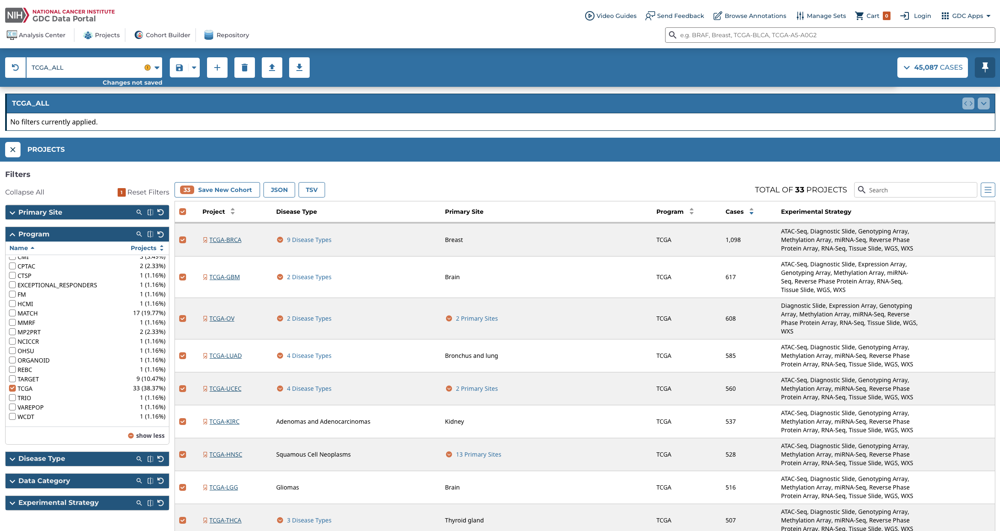 NIH NATIONAL CANCER INSTITUTE
GDC Data Portal
Video Guides Send Feedback Browse Annotations Manage Sets Cart 0 Login GDC Apps
Analysis Center Projects Cohort Builder Repository
e.g. BRAF, Breast, TCGA-BLCA, TCGA-A5-A0G2
TCGA_ALL
45,087 CASES
Changes not saved
TCGA_ALL
No filters currently applied.
PROJECTS
Filters
Collapse All 1 Reset Filters
Primary Site
Program
Name Projects
CMI 3 (3.49%)
CPTAC 2 (2.33%)
CTSP 1 (1.16%)
EXCEPTIONAL_RESPONDERS 1 (1.16%)
FM 1 (1.16%)
HCMI 1 (1.16%)
MATCH 17 (19.77%)
MMRF 1 (1.16%)
MP2PRT 2 (2.33%)
NCICCR 1 (1.16%)
OHSU 1 (1.16%)
ORGANOID 1 (1.16%)
REBC 1 (1.16%)
TARGET 9 (10.47%)
TCGA 33 (38.37%)
TRIO 1 (1.16%)
VAREPOP 1 (1.16%)
WCDT 1 (1.16%)
show less
Disease Type
Data Category
Experimental Strategy
33 Save New Cohort JSON TSV
TOTAL OF 33 PROJECTS Search
Project Disease Type Primary Site Program Cases Experimental Strategy
TCGA-BRCA 9 Disease Types Breast TCGA 1,098
ATAC-Seq, Diagnostic Slide, Genotyping Array,
Methylation Array, miRNA-Seq, Reverse Phase
Protein Array, RNA-Seq, Tissue Slide, WGS, WXS
TCGA-GBM 2 Disease Types Brain TCGA 617
ATAC-Seq, Diagnostic Slide, Expression Array,
Genotyping Array, Methylation Array, miRNA-
Seq, Reverse Phase Protein Array, RNA-Seq,
Tissue Slide, WGS, WXS
TCGA-OV 2 Disease Types 2 Primary Sites TCGA 608
Diagnostic Slide, Expression Array, Genotyping
Array, Methylation Array, miRNA-Seq, Reverse
Phase Protein Array, RNA-Seq, Tissue Slide, WGS,
WXS
TCGA-LUAD 4 Disease Types Bronchus and lung TCGA 585
ATAC-Seq, Diagnostic Slide, Genotyping Array,
Methylation Array, miRNA-Seq, Reverse Phase
Protein Array, RNA-Seq, Tissue Slide, WGS, WXS
TCGA-UCEC 4 Disease Types 2 Primary Sites TCGA 560
ATAC-Seq, Diagnostic Slide, Genotyping Array,
Methylation Array, miRNA-Seq, Reverse Phase
Protein Array, RNA-Seq, Tissue Slide, WGS, WXS
TCGA-KIRC Adenomas and Adenocarcinomas Kidney TCGA 537
ATAC-Seq, Diagnostic Slide, Genotyping Array,
Methylation Array, miRNA-Seq, Reverse Phase
Protein Array, RNA-Seq, Tissue Slide, WGS, WXS
TCGA-HNSC Squamous Cell Neoplasms 13 Primary Sites TCGA 528
ATAC-Seq, Diagnostic Slide, Genotyping Array,
Methylation Array, miRNA-Seq, Reverse Phase
Protein Array, RNA-Seq, Tissue Slide, WGS, WXS
TCGA-LGG Gliomas Brain TCGA 516
ATAC-Seq, Diagnostic Slide, Genotyping Array,
Methylation Array, miRNA-Seq, Reverse Phase
Protein Array, RNA-Seq, Tissue Slide, WGS, WXS
TCGA-THCA 3 Disease Types Thyroid gland TCGA 507
ATAC-Seq, Diagnostic Slide, Genotyping Array,
Methylation Array, miRNA-Seq, Reverse Phase
Protein Array, RNA-Seq, Tissue Slide, WGS, WXS